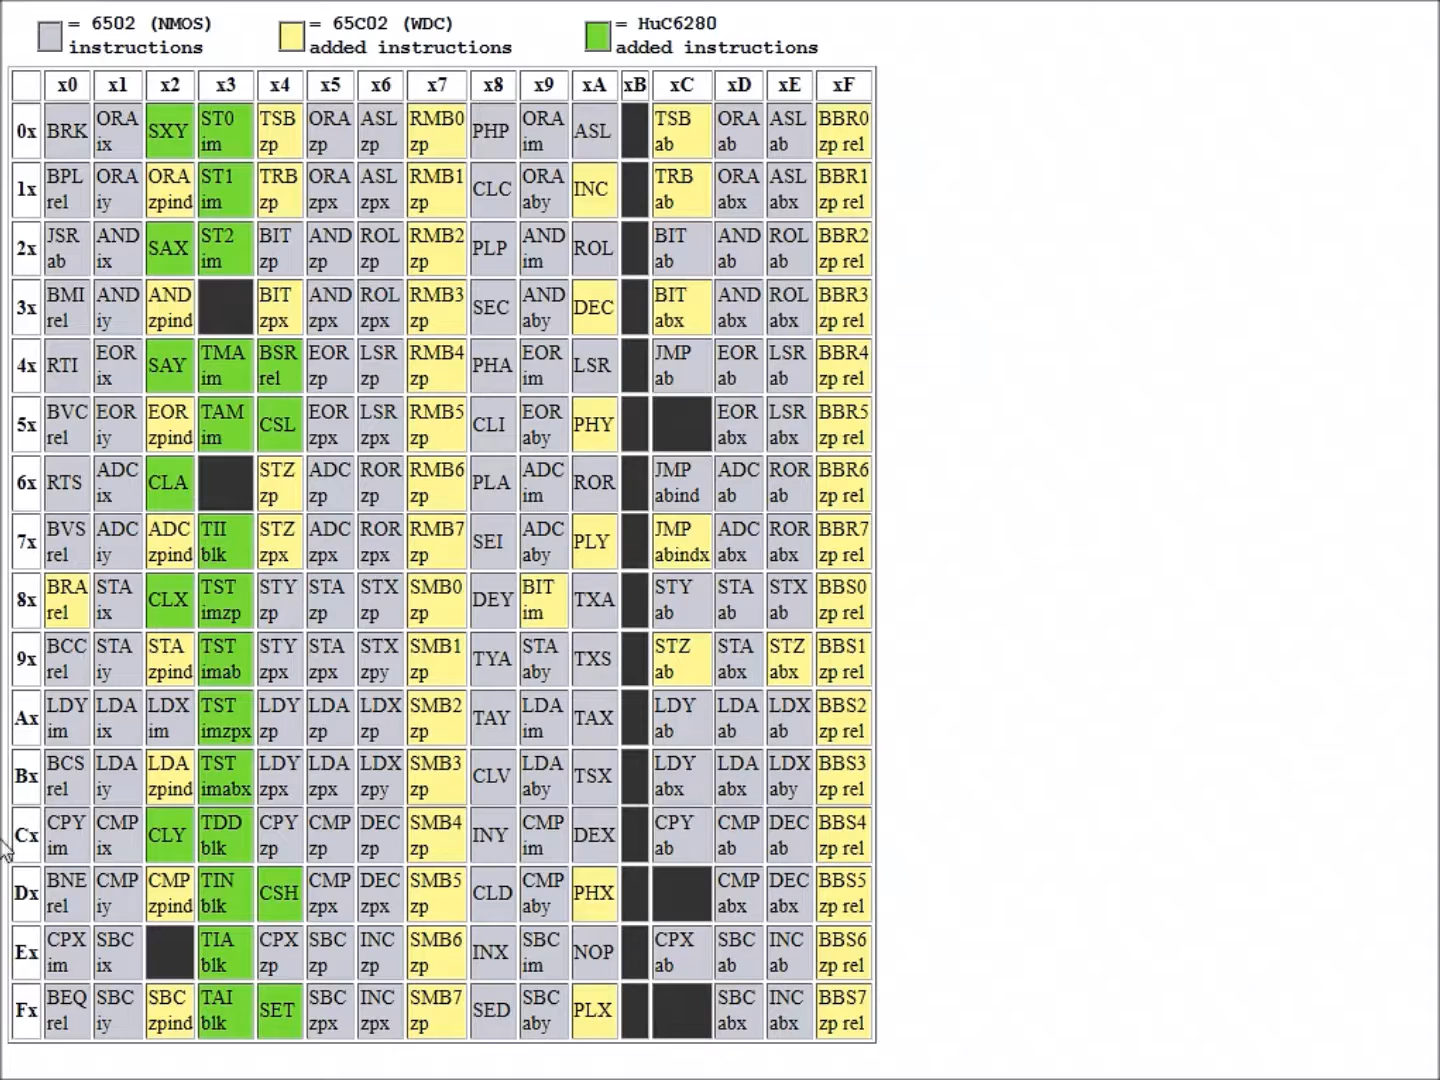 = 6502 (NMOS) instructions = 65C02 (WDC) added instructions = HuC6280 added instructions
x0 x1 x2 x3 x4 x5 x6 x7 x8 x9 xA xB xC xD xE xF
0x BRK ORA ix SXY ST0 im TSB zp ORA zp ASL zp RMB0 zp PHP ORA im ASL TSB ab ORA ab ASL ab BBR0 zp rel
1x BPL rel ORA iy ORA zpind ST1 im TRB zp ORA zpx ASL zpx RMB1 zp CLC ORA aby INC TRB ab ORA abx ASL abx BBR1 zp rel
2x JSR ab AND ix SAX ST2 im BIT zp AND zp ROL zp RMB2 zp PLP AND im ROL BIT ab AND ab ROL ab BBR2 zp rel
3x BMI rel AND iy AND zpind BIT zpx AND zpx ROL zpx RMB3 zp SEC AND aby DEC BIT abx AND abx ROL abx BBR3 zp rel
4x RTI EOR ix SAY TMA im BSR rel EOR zp LSR zp RMB4 zp PHA EOR im LSR JMP ab EOR ab LSR ab BBR4 zp rel
5x BVC rel EOR iy EOR zpind TAM im CSL EOR zpx LSR zpx RMB5 zp CLI EOR aby PHY EOR abx LSR abx BBR5 zp rel
6x RTS ADC ix CLA STZ zp ADC zp ROR zp RMB6 zp PLA ADC im ROR JMP abind ADC ab ROR ab BBR6 zp rel
7x BVS rel ADC iy ADC zpind TII blk STZ zpx ADC zpx ROR zpx RMB7 zp SEI ADC aby PLY JMP abindx ADC abx ROR abx BBR7 zp rel
8x BRA rel STA ix CLX TST imzp STY zp STA zp STX zp SMB0 zp DEY BIT im TXA STY ab STA ab STX ab BBS0 zp rel
9x BCC rel STA iy STA zpind TST imab STY zpx STA zpx STX zpy SMB1 zp TYA STA aby TXS STZ ab STA abx STZ abx BBS1 zp rel
Ax LDY im LDA ix LDX im TST imzpx LDY zp LDA zp LDX zp SMB2 zp TAY LDA im TAX LDY ab LDA ab LDX ab BBS2 zp rel
Bx BCS rel LDA iy LDA zpind TST imabx LDY zpx LDA zpx LDX zpy SMB3 zp CLV LDA aby TSX LDY abx LDA abx LDX aby BBS3 zp rel
Cx CPY im CMP ix CLY TDD blk CPY zp CMP zp DEC zp SMB4 zp INY CMP im DEX CPY ab CMP ab DEC ab BBS4 zp rel
Dx BNE rel CMP iy CMP zpind TIN blk CSH CMP zpx DEC zpx SMB5 zp CLD CMP aby PHX CMP abx DEC abx BBS5 zp rel
Ex CPX im SBC ix TIA blk CPX zp SBC zp INC zp SMB6 zp INX SBC im NOP CPX ab SBC ab INC ab BBS6 zp rel
Fx BEQ rel SBC iy SBC zpind TAI blk SET SBC zpx INC zpx SMB7 zp SED SBC aby PLX SBC abx INC abx BBS7 zp rel